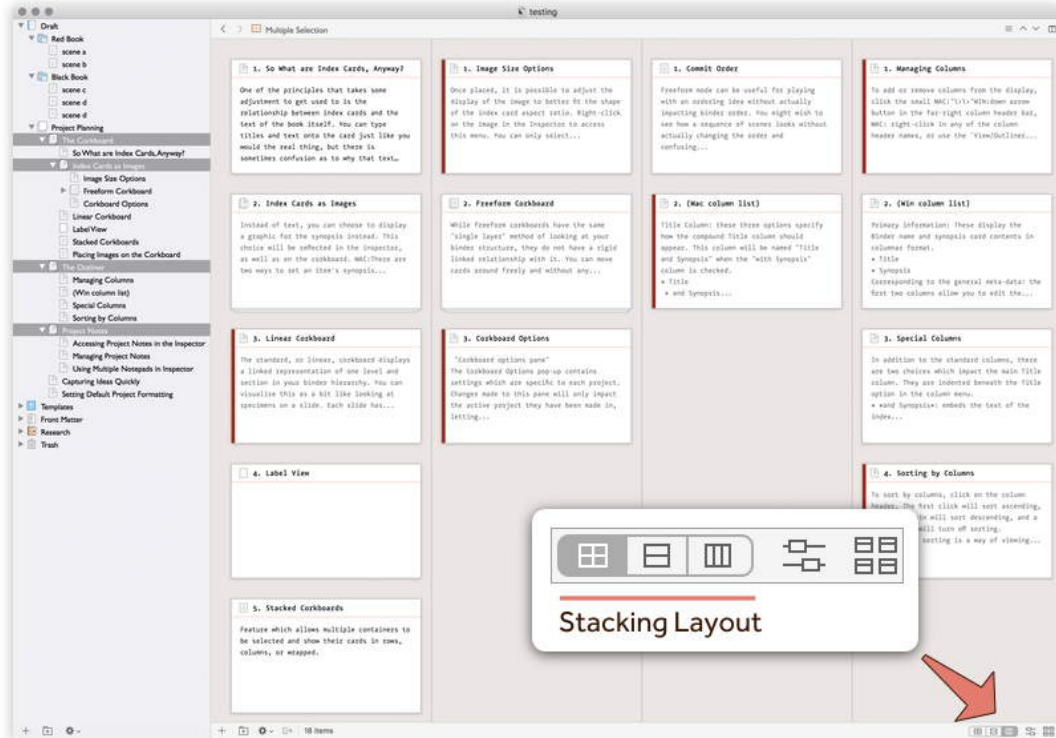 testing
Draft
Red Book
scene a
scene b
Black Book
scene c
scene d
scene d
Project Planning
The Corkboard
So What are Index Cards, Anyway?
Index Cards as Images
Image Size Options
Freeform Corkboard
Corkboard Options
Linear Corkboard
Label View
Stacked Corkboards
Placing Images on the Corkboard
The Outliner
Managing Columns
(Win column list)
Special Columns
Sorting by Columns
Project Notes
Accessing Project Notes in the Inspector
Managing Project Notes
Using Multiple Notepads in Inspector
Capturing Ideas Quickly
Setting Default Project Formatting
Templates
Front Matter
Research
Trash
Multiple Selection
1. So What are Index Cards, Anyway?
One of the principles that takes some
adjustment to get used to is the
relationship between index cards and the
text of the book itself. You can type
titles and text onto the card just like you
would the real thing, but there is
sometimes confusion as to why that text…
2. Index Cards as Images
Instead of text, you can choose to display
a graphic for the synopsis instead. This
choice will be reflected in the inspector,
as well as on the corkboard. MAC:There are
two ways to set an item's synopsis...
3. Linear Corkboard
The standard, or linear, corkboard displays
a linked representation of one level and
section in your binder hierarchy. You can
visualise this as a bit like looking at
specimens on a slide. Each slide has...
4. Label View
5. Stacked Corkboards
Feature which allows multiple containers to
be selected and show their cards in rows,
columns, or wrapped.
1. Image Size Options
Once placed, it is possible to adjust the
display of the image to better fit the shape
of the index card aspect ratio. Right-click
on the image in the Inspector to access
this menu. You can only select...
2. Freeform Corkboard
While freeform corkboards have the same
"single layer" method of looking at your
binder structure, they do not have a rigid
linked relationship with it. You can move
cards around freely and without any...
3. Corkboard Options
"Corkboard options pane"
The Corkboard Options pop-up contains
settings which are specific to each project.
Changes made to this pane will only impact
the active project they have been made in,
letting...
1. Commit Order
Freeform mode can be useful for playing
with an ordering idea without actually
impacting binder order. You might wish to
see how a sequence of scenes looks without
actually changing the order and
confusing...
2. (Mac column list)
Title Column: these three options specify
how the compound Title column should
appear. This column will be named "Title
and Synopsis" when the "with Synopsis"
column is checked.
* Title
* and Synopsis...
1. Managing Columns
To add or remove columns from the display,
click the small MAC:"\>\>"WIN:down arrow
button in the far-right column header bar,
MAC: right-click in any of the column
header names, or use the `View/Outliner...
2. (Win column list)
Primary information: These display the
Binder name and synopsis card contents in
columnar format.
* Title
* Synopsis
Corresponding to the general meta-data: the
first two columns allow you to edit the...
3. Special Columns
In addition to the standard columns, there
are two choices which impact the main Title
column. They are indented beneath the Title
option in the column menu.
* *and Synopsis*: embeds the text of the
index...
4. Sorting by Columns
To sort by columns, click on the column
header. The first click will sort ascending,
will sort descending, and a
will turn off sorting.
sorting is a way of viewing...
Stacking Layout
18 items